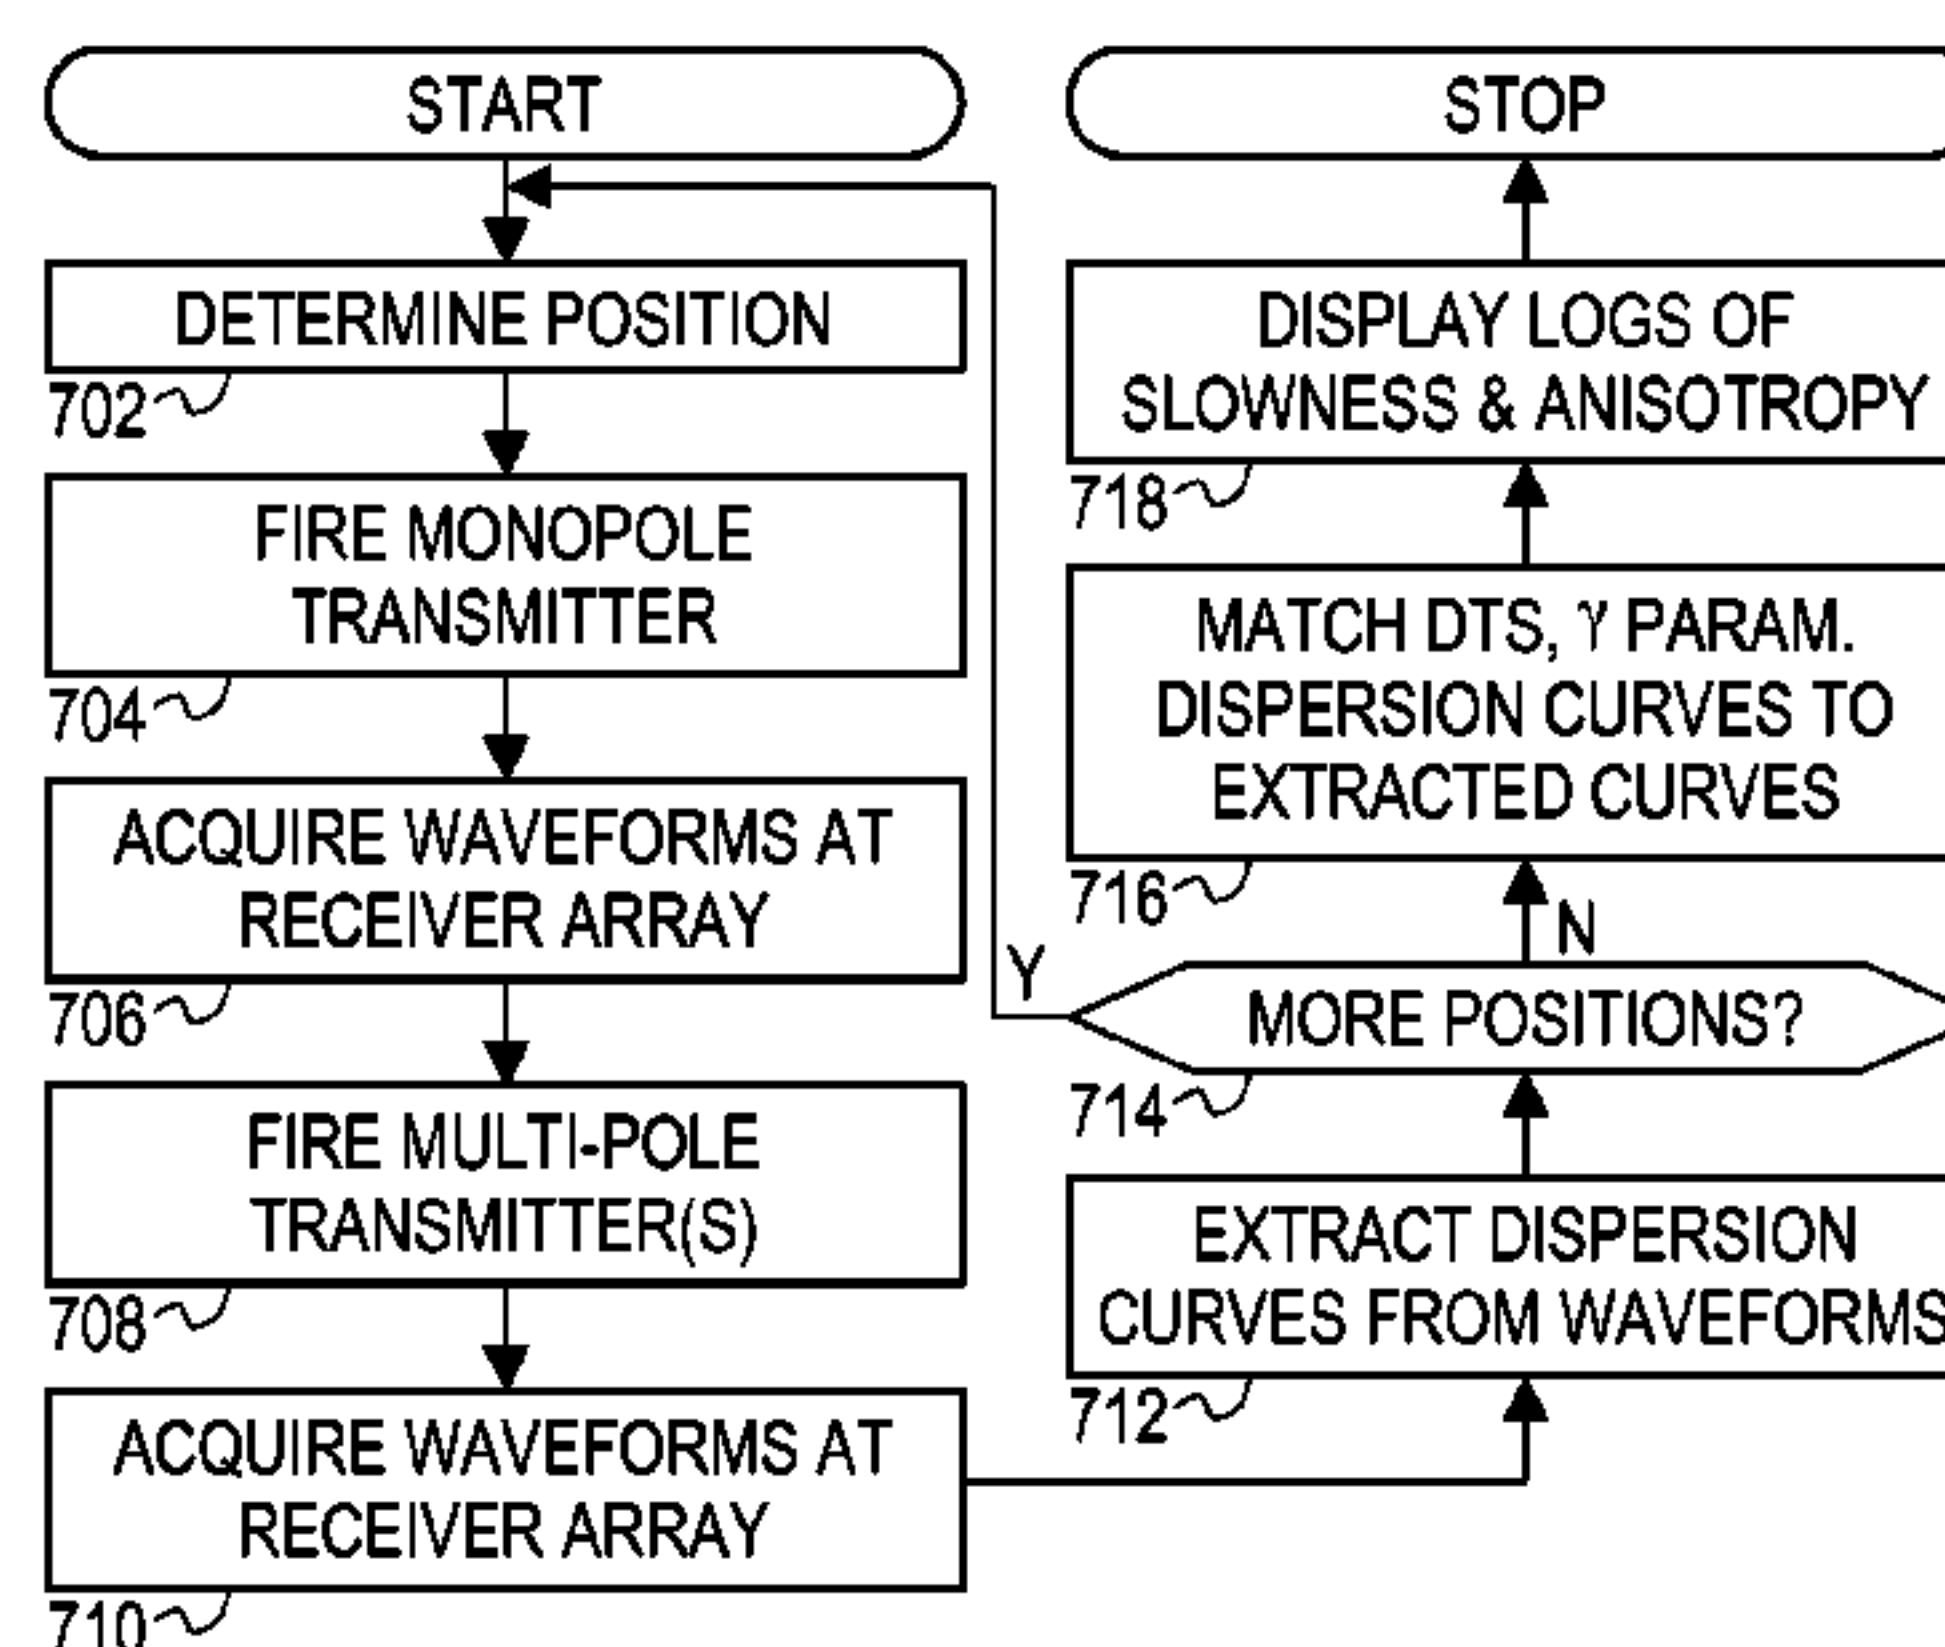 START
DETERMINE POSITION
702
FIRE MONOPOLE
TRANSMITTER
704
ACQUIRE WAVEFORMS AT
RECEIVER ARRAY
706
FIRE MULTI-POLE
TRANSMITTER(S)
708
ACQUIRE WAVEFORMS AT
RECEIVER ARRAY
710
STOP
DISPLAY LOGS OF
SLOWNESS & ANISOTROPY
718
MATCH DTS, γ PARAM.
DISPERSION CURVES TO
EXTRACTED CURVES
716
N
Y
MORE POSITIONS?
714
EXTRACT DISPERSION
CURVES FROM WAVEFORMS
712